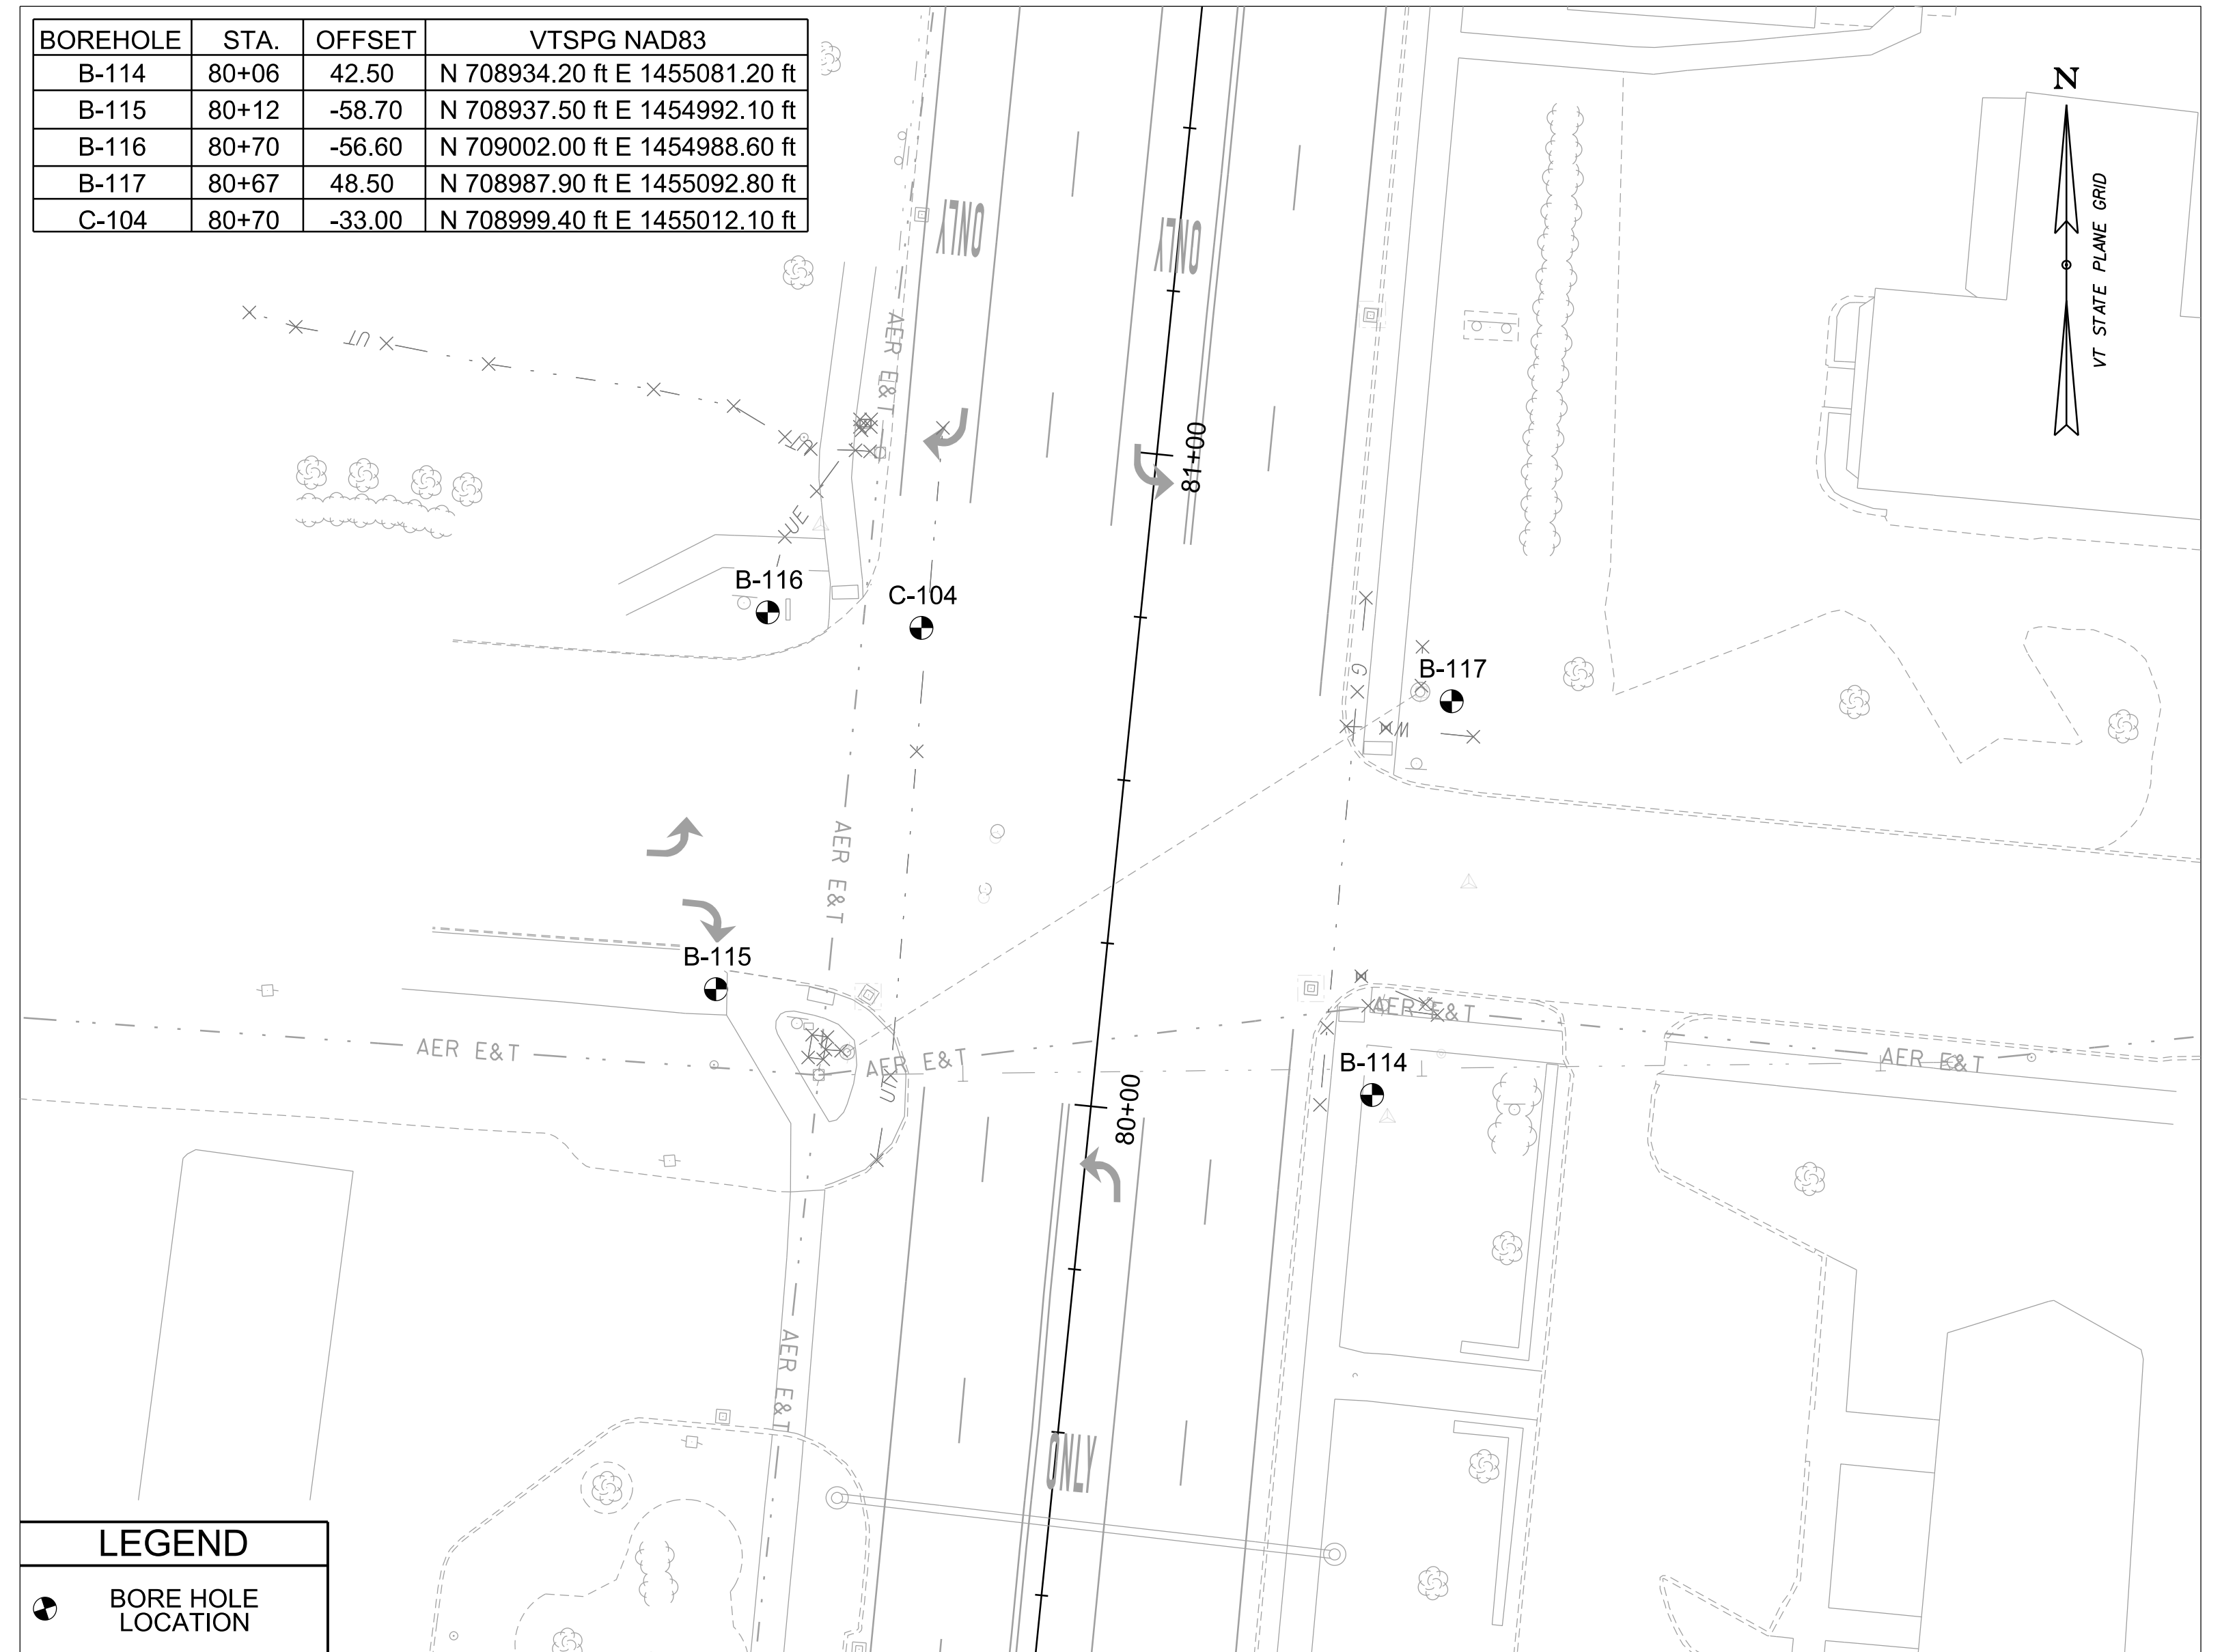 BOREHOLE STA. OFFSET VTSPG NAD83
B-114 80+06 42.50 N 708934.20 ft E 1455081.20 ft
B-115 80+12 -58.70 N 708937.50 ft E 1454992.10 ft
B-116 80+70 -56.60 N 709002.00 ft E 1454988.60 ft
B-117 80+67 48.50 N 708987.90 ft E 1455092.80 ft
C-104 80+70 -33.00 N 708999.40 ft E 1455012.10 ft
N
VT STATE PLANE GRID
ONLY
ONLY
UT
AER E&T
81+00
UE
B-116
C-104
B-117
G
W
AER E&T
B-115
AER E&T
AER E&T
AER E&T
AER E&T
B-114
80+00
AER E&T
ONLY
LEGEND
BORE HOLE
LOCATION